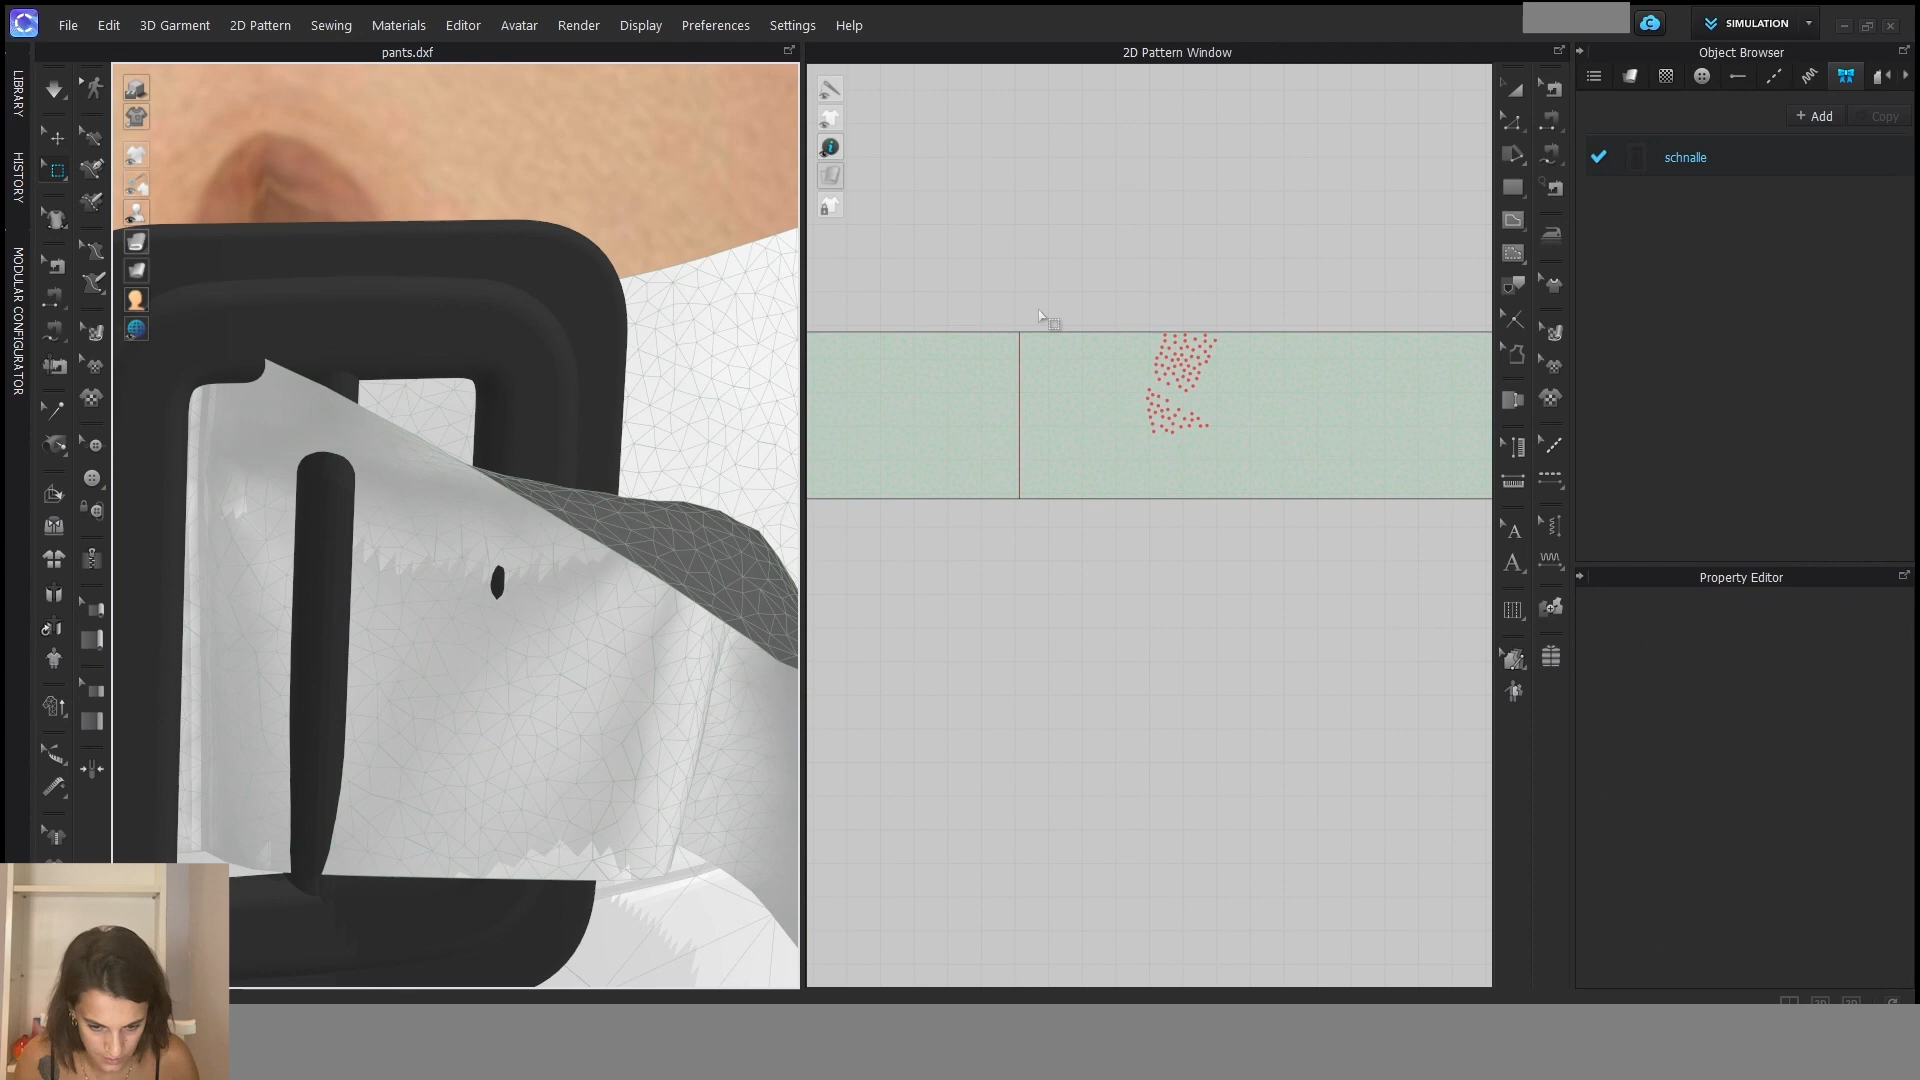 File Edit 3D Garment 2D Pattern Sewing Materials Editor Avatar Render Display Preferences Settings Help
SIMULATION
pants.dxf
2D Pattern Window
Object Browser
LIBRARY
HISTORY
MODULAR CONFIGURATOR
+ Add
Copy
schnalle
Property Editor